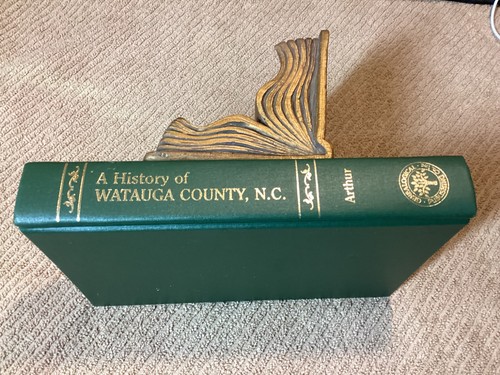 A History of
WATAUGA COUNTY, N.C.
Arthur